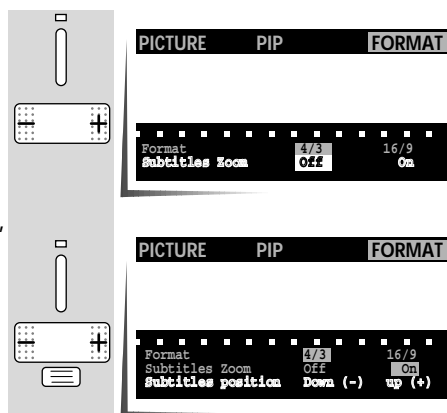 PICTURE PIP FORMAT
Format 4/3 16/9
Subtitles Zoom Off On
PICTURE PIP FORMAT
Format 4/3 16/9
Subtitles Zoom Off On
Subtitles position Down (-) up (+)